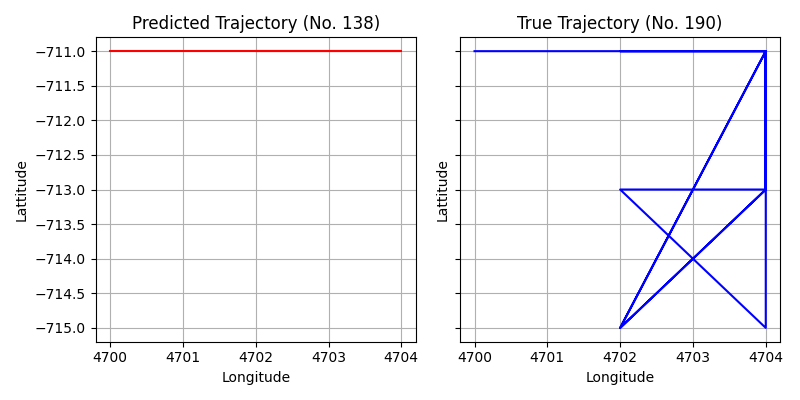 Predicted Trajectory (No. 138)
True Trajectory (No. 190)
Lattitude
−711.0
−711.5
−712.0
−712.5
−713.0
−713.5
−714.0
−714.5
−715.0
4700 4701 4702 4703 4704
Longitude
Lattitude
4700 4701 4702 4703 4704
Longitude